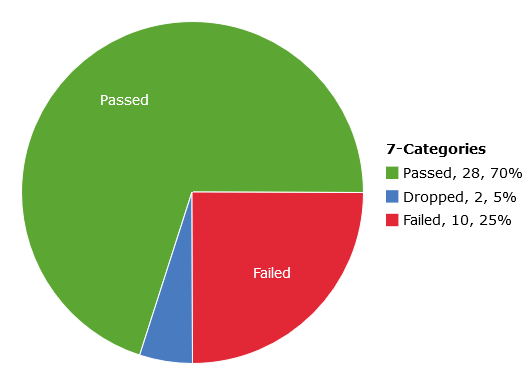 Passed
Failed
7-Categories
Passed, 28, 70%
Dropped, 2, 5%
Failed, 10, 25%